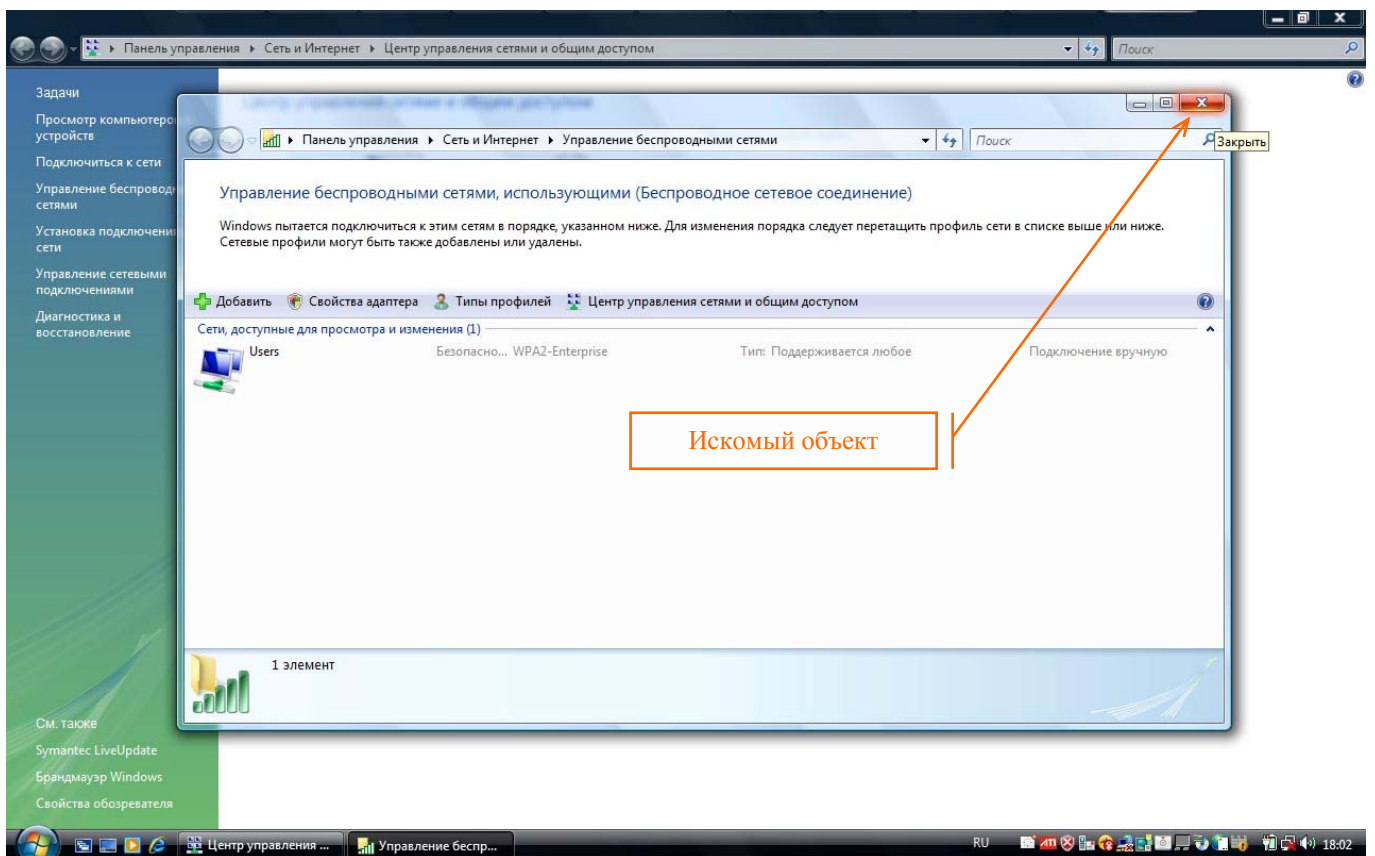 Панель управления ▸ Сеть и Интернет ▸ Центр управления сетями и общим доступом
Поиск
Задачи
Просмотр компьютеро
устройств
Подключиться к сети
Управление беспровод
сетями
Установка подключени
сети
Управление сетевыми
подключениями
Диагностика и
восстановление
Центр управления сетями и общим доступом
Панель управления ▸ Сеть и Интернет ▸ Управление беспроводными сетями
Поиск
Закрыть
Управление беспроводными сетями, использующими (Беспроводное сетевое соединение)
Windows пытается подключиться к этим сетям в порядке, указанном ниже. Для изменения порядка следует перетащить профиль сети в списке выше или ниже.
Сетевые профили могут быть также добавлены или удалены.
Добавить Свойства адаптера Типы профилей Центр управления сетями и общим доступом
Сети, доступные для просмотра и изменения (1)
Users Безопасно... WPA2-Enterprise Тип: Поддерживается любое Подключение вручную
Искомый объект
1 элемент
См. также
Symantec LiveUpdate
Брандмауэр Windows
Свойства обозревателя
Центр управления ... Управление беспр... RU 18:02